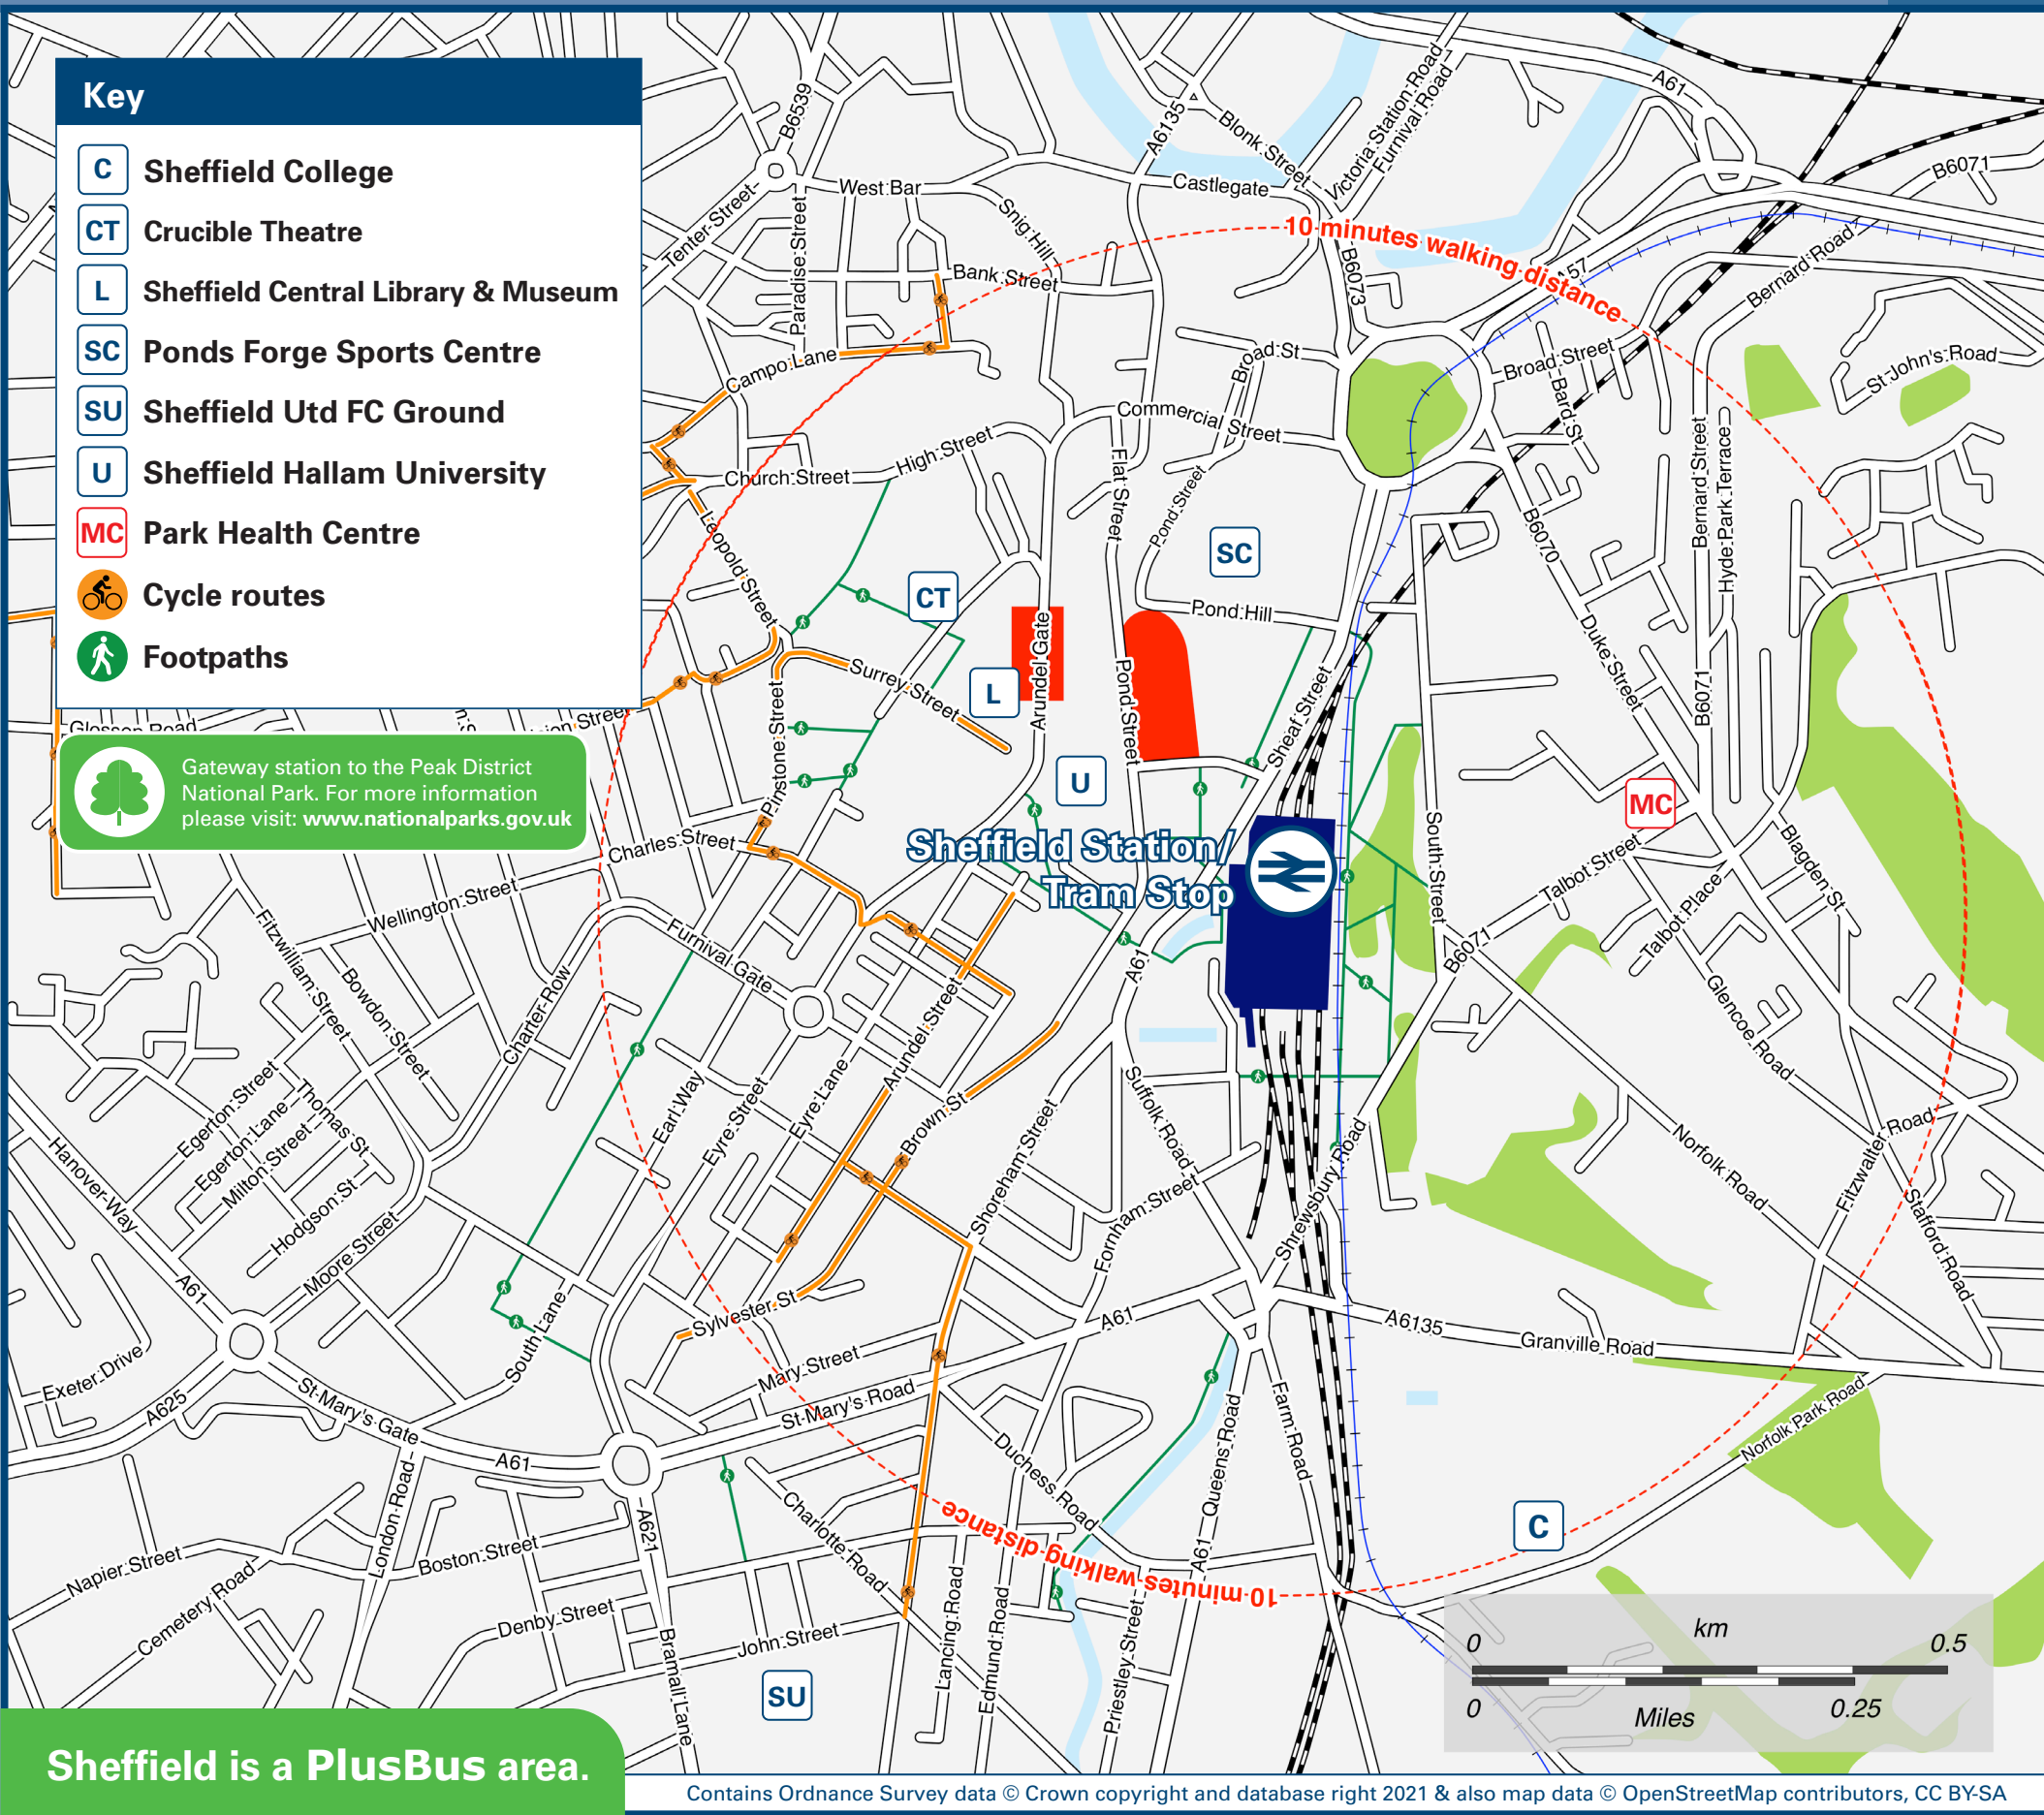 Key
C Sheffield College
CT Crucible Theatre
L Sheffield Central Library & Museum
SC Ponds Forge Sports Centre
SU Sheffield Utd FC Ground
U Sheffield Hallam University
MC Park Health Centre
Cycle routes
Footpaths
Gateway station to the Peak District
National Park. For more information
please visit: www.nationalparks.gov.uk
B6539
A6135
Blonk Street
Victoria Station Road
Furnival Road
A61
B6071
West Bar
Castlegate
Tenter Street
Paradise Street
Snig Hill
Bank Street
10 minutes walking distance
B6073
A57
Bernard Road
Campo Lane
Broad St
Broad Street
Bard St
St John's Road
Commercial Street
High Street
Church Street
Flat Street
Pond Street
Bernard Street
Hyde Park Terrace
Leopold Street
SC
B6070
CT
Pond Hill
Duke Street
Arundel Gate
L
Surrey Street
Pond Street
Sheaf Street
B6071
Pinstone Street
Glossop Road
U
MC
Charles Street
Sheffield Station/
Tram Stop
South Street
Talbot Street
Blagden St
Wellington Street
Talbot Place
Furnival Gate
Fitzwilliam Street
Bowdon Street
Charter Row
A61
B6071
Glencoe Road
Arundel Street
Egerton Street
Egerton Lane
Thomas St
Milton Street
Hodgson St
Hanover Way
Earl Way
Eyre Street
Eyre Lane
Brown St
Shoreham Street
Suffolk Road
Fornham Street
Shrewsbury Road
Norfolk Road
Fitzwalter Road
Stafford Road
Moore Street
A61
South Lane
Sylvester St
A61
A6135
Granville Road
Exeter Drive
A625
St Mary's Gate
Mary Street
St Mary's Road
Norfolk Park Road
A61
London Road
A621
Duchess Road
Queens Road
A61
Farm Road
Charlotte Road
10 minutes walking distance
C
Napier Street
Boston Street
Cemetery Road
Denby Street
John Street
Bramall Lane
SU
Lancing Road
Edmund Road
Priestley Street
km
0 0.5
0 0.25
Miles
Sheffield is a PlusBus area.
Contains Ordnance Survey data © Crown copyright and database right 2021 & also map data © OpenStreetMap contributors, CC BY-SA